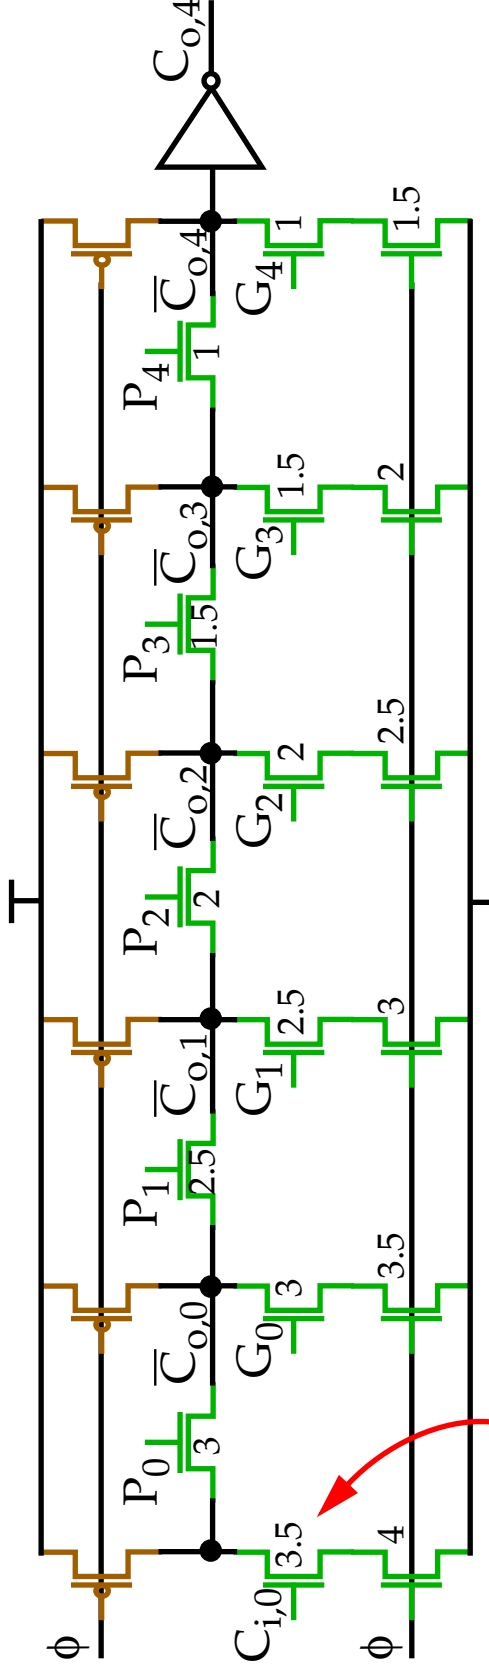 ϕ
P₀ P₁ P₂ P₃ P₄
C̅o,0 C̅o,1 C̅o,2 C̅o,3 C̅o,4 Co,4
3 2.5 2 1.5 1
Ci,0 G₀ G₁ G₂ G₃ G₄
3.5 3 2.5 2 1.5 1
ϕ 4 3.5 3 2.5 2 1.5